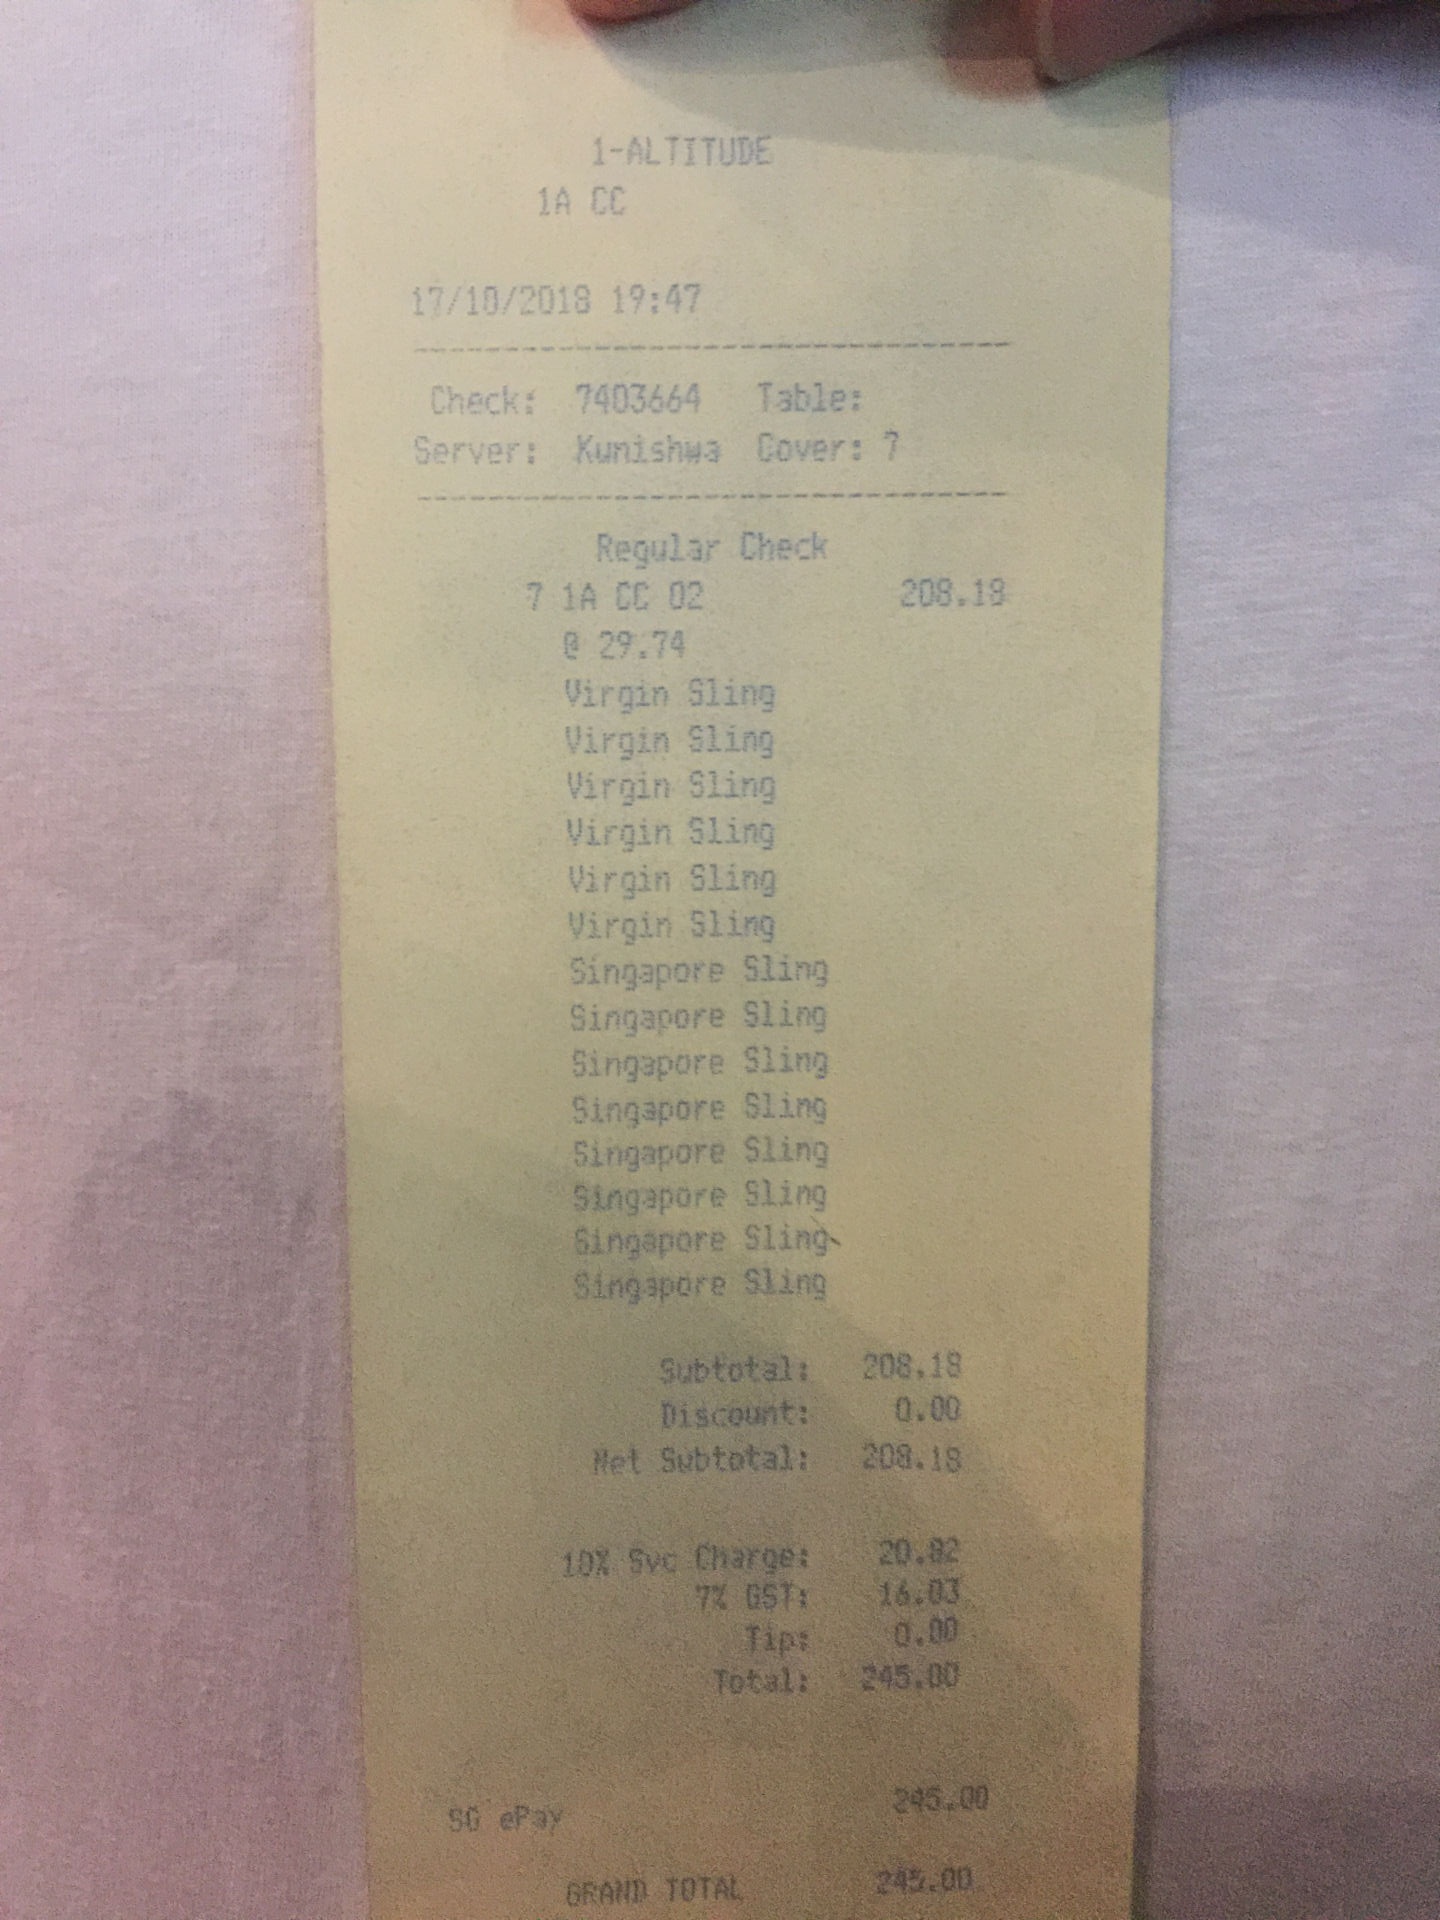 1-ALTITUDE
1A CC
17/10/2018 19:47
----------------------------------
Check: 7403664 Table:
Server: Kunishwa Cover: 7
----------------------------------
Regular Check
7 1A CC 02 208.18
@ 29.74
Virgin Sling
Virgin Sling
Virgin Sling
Virgin Sling
Virgin Sling
Virgin Sling
Singapore Sling
Singapore Sling
Singapore Sling
Singapore Sling
Singapore Sling
Singapore Sling
Singapore Sling
Singapore Sling
Subtotal: 208.18
Discount: 0.00
Net Subtotal: 208.18
10% Svc Charge: 20.82
7% GST: 16.03
Tip: 0.00
Total: 245.00
SG ePay 245.00
GRAND TOTAL 245.00